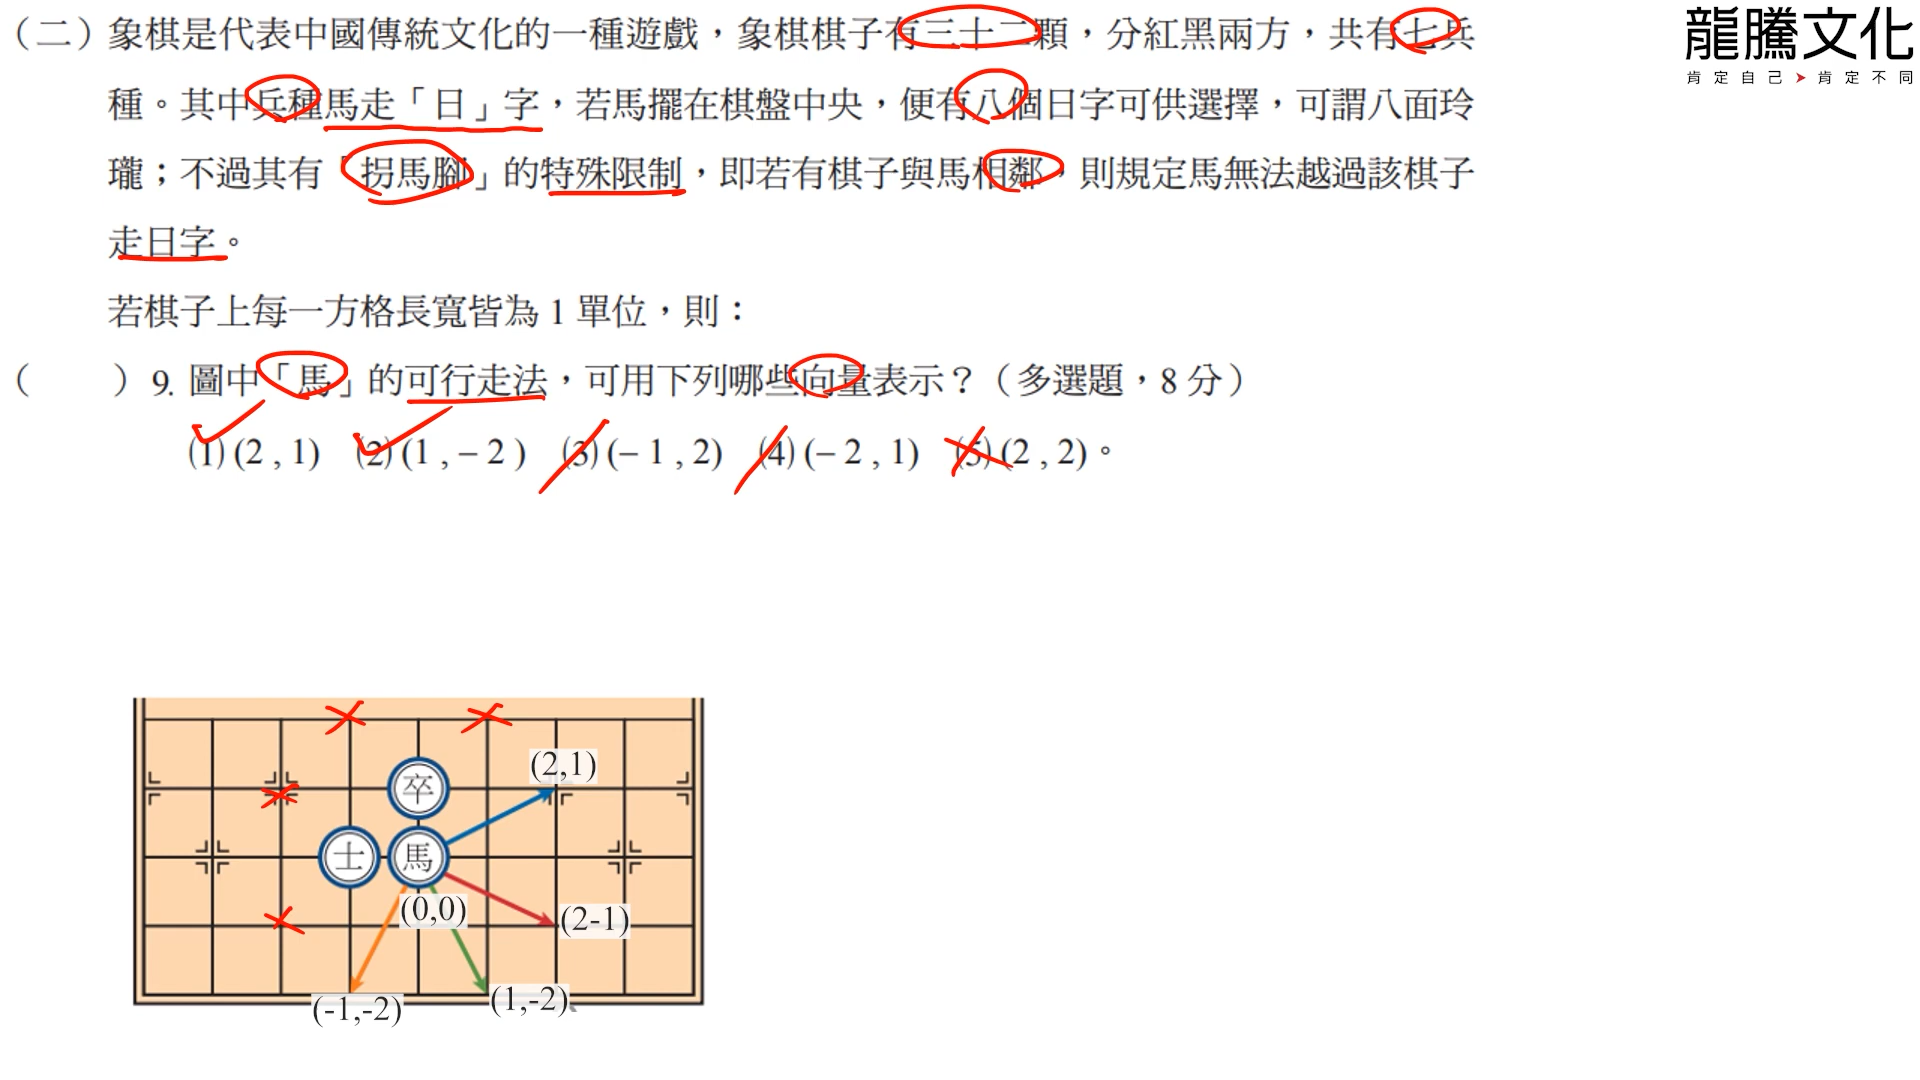 龍騰文化
肯定自己➤肯定不同
（二）象棋是代表中國傳統文化的一種遊戲，象棋棋子有三十二顆，分紅黑兩方，共有七兵
種。其中兵種馬走「日」字，若馬擺在棋盤中央，便有八個日字可供選擇，可謂八面玲
瓏；不過其有「拐馬腳」的特殊限制，即若有棋子與馬相鄰，則規定馬無法越過該棋子
走日字。
若棋子上每一方格長寬皆為 1 單位，則：
（　　）9. 圖中「馬」的可行走法，可用下列哪些向量表示？（多選題，8 分）
(1) (2 , 1)　(2) (1 , – 2 )　(3) (– 1 , 2)　(4) (– 2 , 1)　(5) (2 , 2)。
(2,1)
卒
士 馬
(0,0)
(2-1)
(-1,-2)
(1,-2)